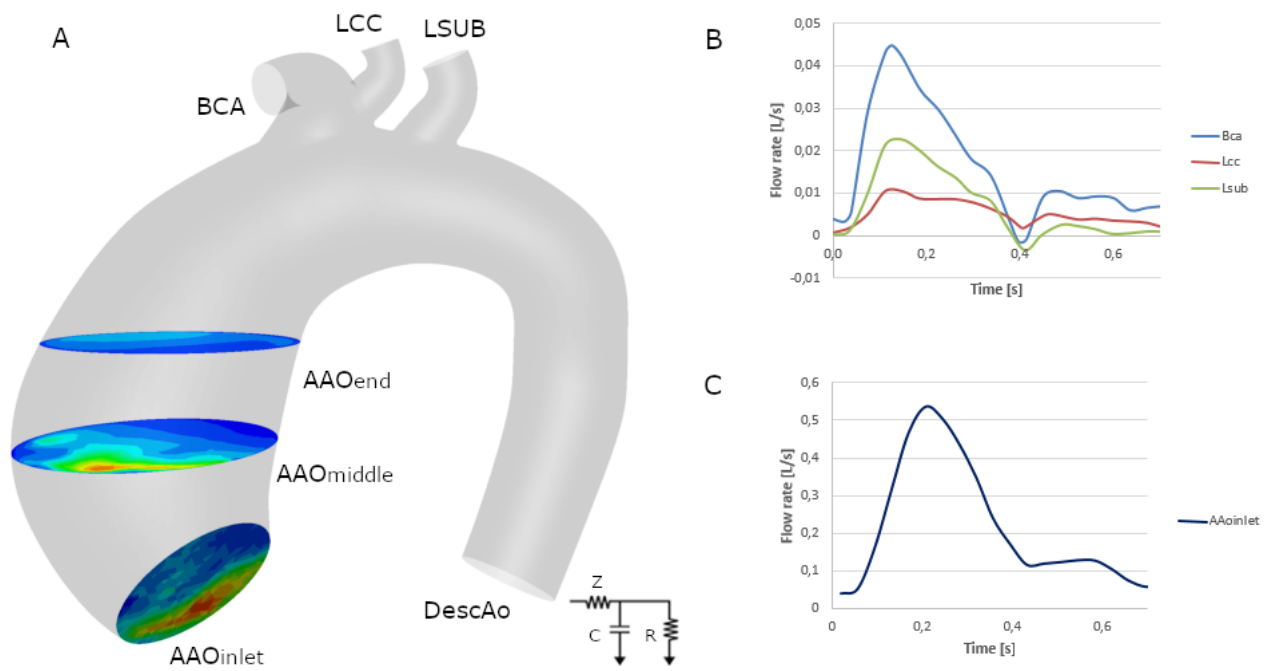 A
LCC
LSUB
BCA
AAOend
AAOmiddle
AAOinlet
DescAo
Z
C
R
B
Flow rate [L/s]
0,05
0,04
0,03
0,02
0,01
0
-0,01
0,0
0,2
0,4
0,6
Time [s]
Bca
Lcc
Lsub
C
Flow rate [L/s]
0,6
0,5
0,4
0,3
0,2
0,1
0
0
0,2
0,4
0,6
Time [s]
AAoinlet